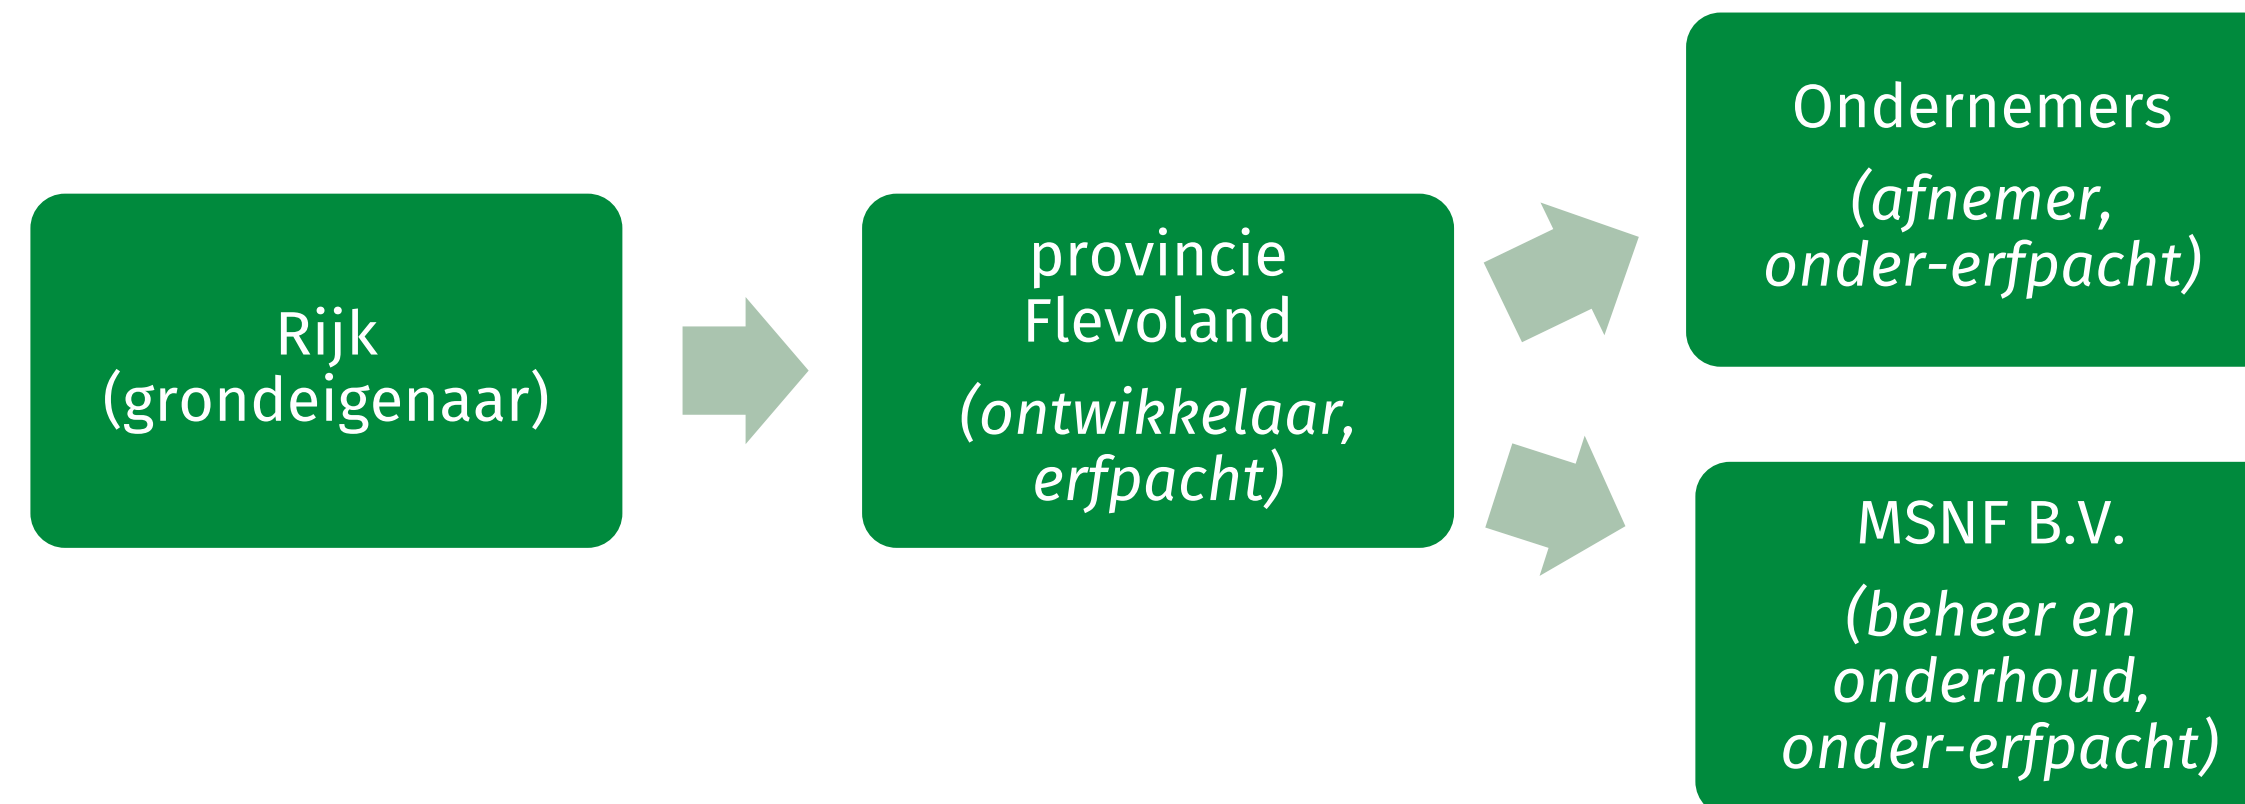 Rijk
(grondeigenaar)
provincie
Flevoland
(ontwikkelaar,
erfpacht)
Ondernemers
(afnemer,
onder-erfpacht)
MSNF B.V.
(beheer en
onderhoud,
onder-erfpacht)